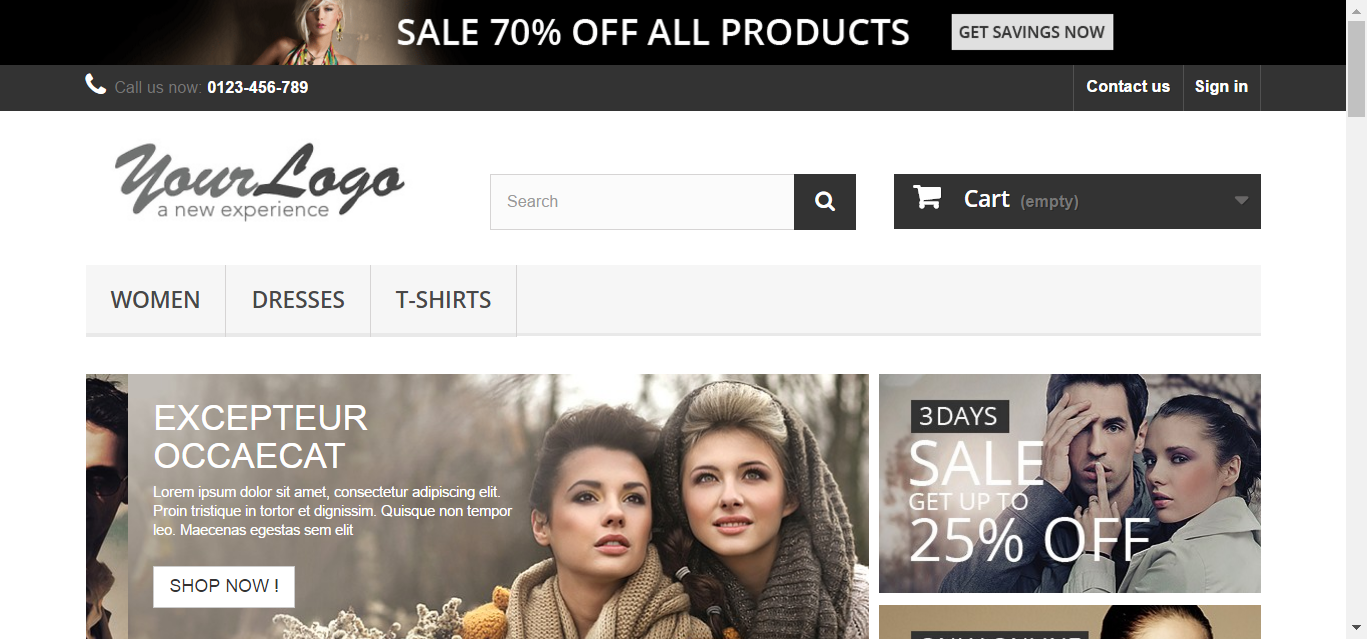 SALE 70% OFF ALL PRODUCTS
GET SAVINGS NOW
Call us now: 0123-456-789
Contact us
Sign in
YourLogo
a new experience
Search
Cart (empty)
WOMEN
DRESSES
T-SHIRTS
EXCEPTEUR
OCCAECAT
Lorem ipsum dolor sit amet, consectetur adipiscing elit.
Proin tristique in tortor et dignissim. Quisque non tempor
leo. Maecenas egestas sem elit
SHOP NOW !
3 DAYS
SALE
GET UP TO
25% OFF